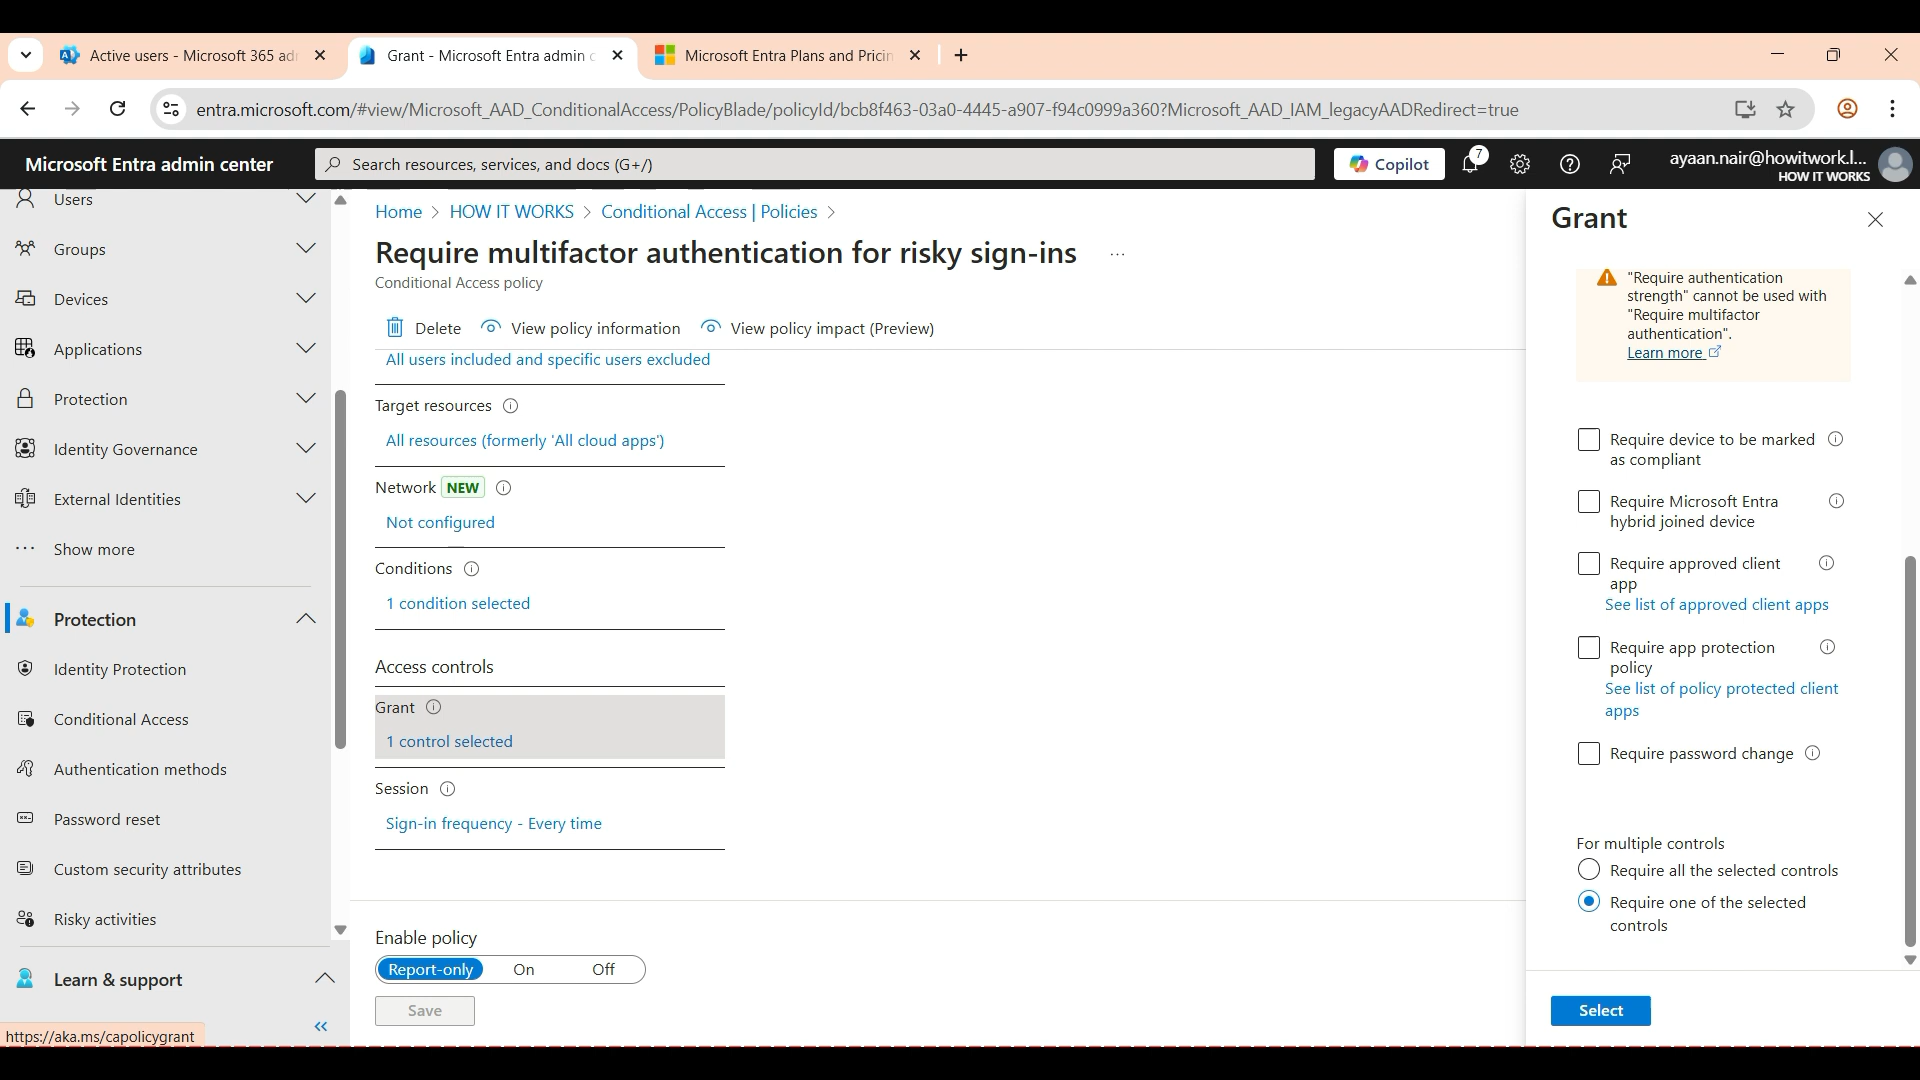 Active users - Microsoft 365 ad
Grant - Microsoft Entra admin c
Microsoft Entra Plans and Pricin
entra.microsoft.com/#view/Microsoft_AAD_ConditionalAccess/PolicyBlade/policyId/bcb8f463-03a0-4445-a907-f94c0999a360?Microsoft_AAD_IAM_legacyAADRedirect=true
Microsoft Entra admin center
Search resources, services, and docs (G+/)
Copilot
7
ayaan.nair@howitwork.l...
HOW IT WORKS
Users
Groups
Devices
Applications
Protection
Identity Governance
External Identities
Show more
Protection
Identity Protection
Conditional Access
Authentication methods
Password reset
Custom security attributes
Risky activities
Learn & support
https://aka.ms/capolicygrant
Home > HOW IT WORKS > Conditional Access | Policies >
Require multifactor authentication for risky sign-ins ...
Conditional Access policy
Delete View policy information View policy impact (Preview)
All users included and specific users excluded
Target resources
All resources (formerly 'All cloud apps')
Network NEW
Not configured
Conditions
1 condition selected
Access controls
Grant
1 control selected
Session
Sign-in frequency - Every time
Enable policy
Report-only On Off
Save
Grant
"Require authentication
strength" cannot be used with
"Require multifactor
authentication".
Learn more
Require device to be marked
as compliant
Require Microsoft Entra
hybrid joined device
Require approved client
app
See list of approved client apps
Require app protection
policy
See list of policy protected client
apps
Require password change
For multiple controls
Require all the selected controls
Require one of the selected
controls
Select